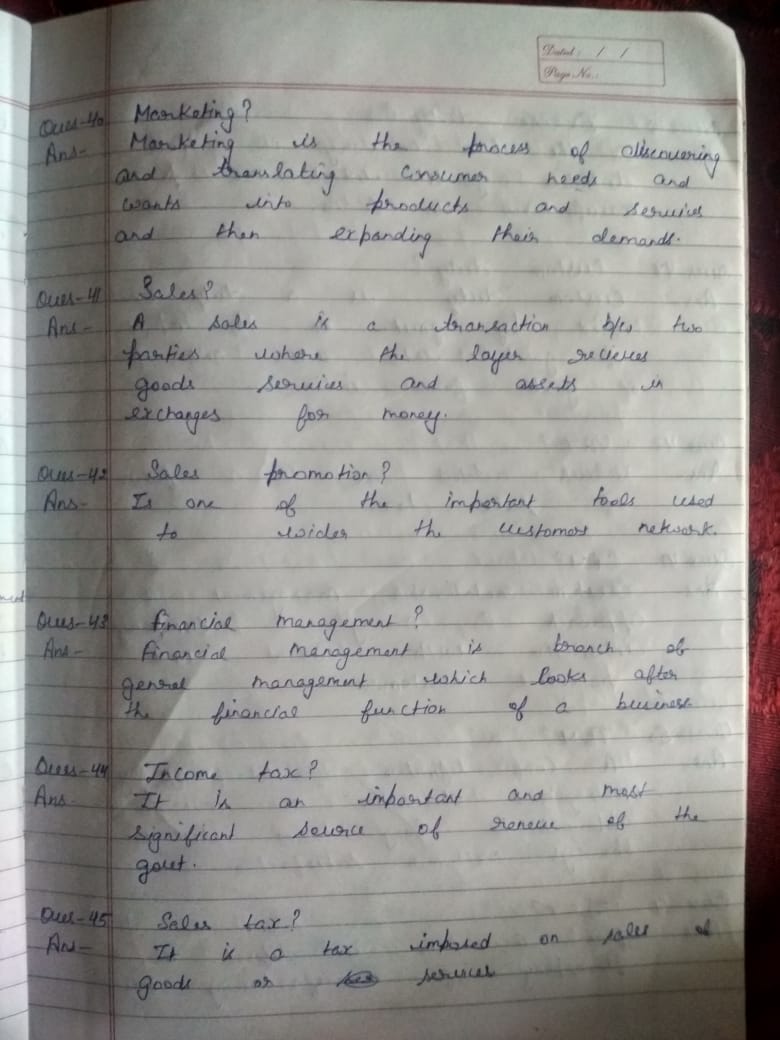 Dated : / /
Page No. :
Ques-40 Marketing?
Ans- Marketing is the process of discovering
and translating consumer needs and
wants into products and services
and then expanding their demands.
Ques-41 Sales?
Ans- A sales is a transaction b/w two
parties where the layer recieves
goods services and assets in
exchanges for money.
Ques-42 Sales promotion?
Ans- Is one of the important tools used
to wider the customers network.
Ques-43 financial management?
Ans- financial management is branch of
genral management which looks after
the financial function of a business
Ques-44 Income tax?
Ans- It is an important and most
significant source of reneue of the
govt.
Ques-45 Sales tax?
Ans- It is a tax imposed on sales of
goods or services